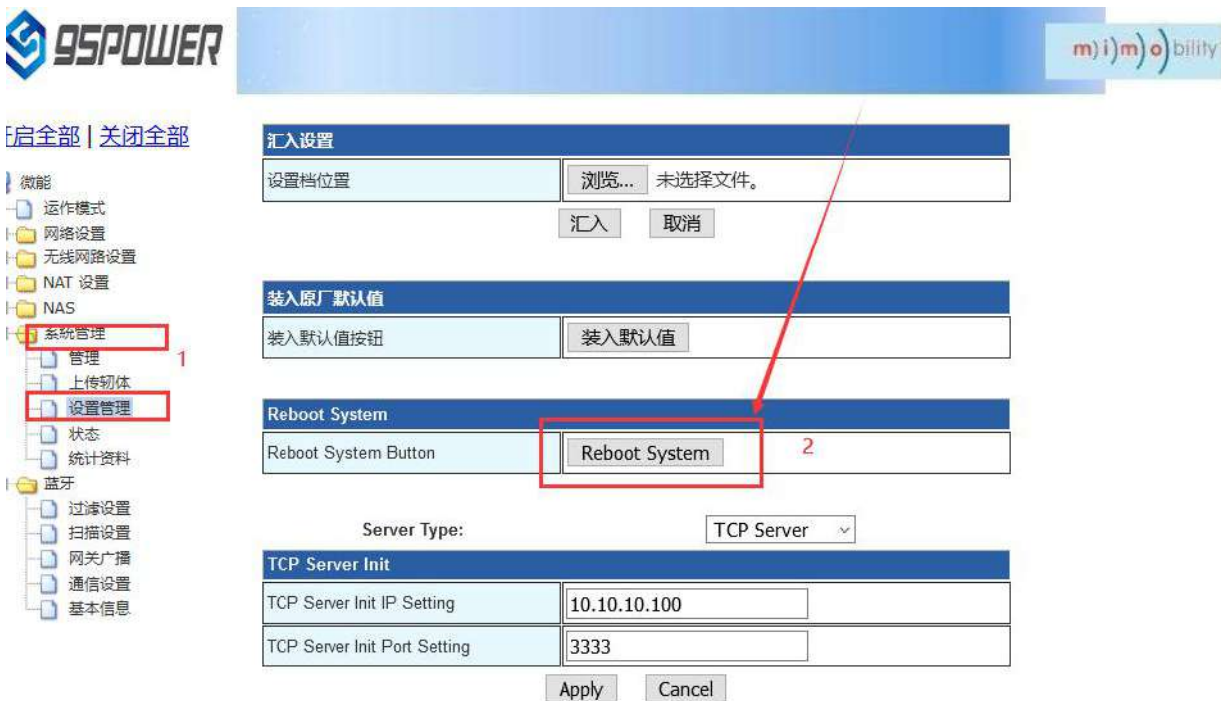 95POWER
m)i)m)o)bility
开启全部 | 关闭全部
微能
运作模式
网络设置
无线网路设置
NAT 设置
NAS
系统管理
管理
1
上传轫体
设置管理
状态
统计资料
蓝牙
过滤设置
扫描设置
网关广播
通信设置
基本信息
汇入设置
设置档位置 浏览... 未选择文件。
汇入 取消
装入原厂默认值
装入默认值按钮 装入默认值
Reboot System
Reboot System Button Reboot System 2
Server Type: TCP Server
TCP Server Init
TCP Server Init IP Setting 10.10.10.100
TCP Server Init Port Setting 3333
Apply Cancel